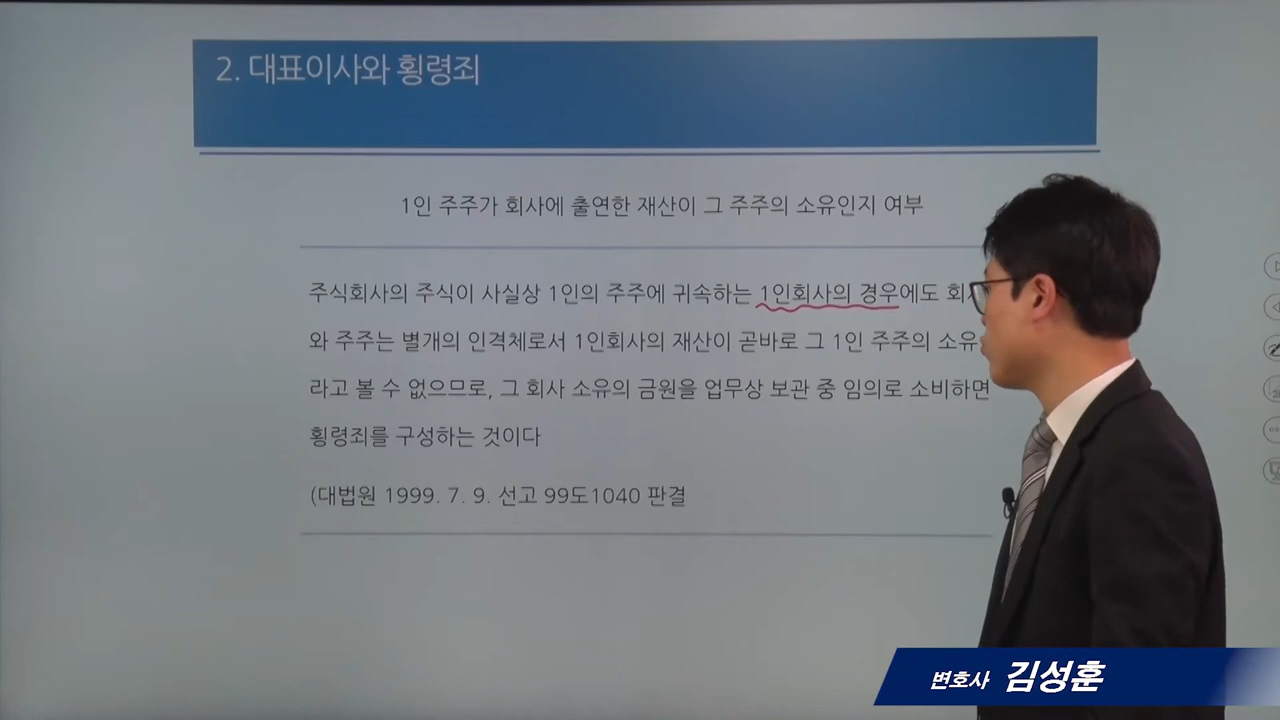 2. 대표이사와 횡령죄
1인 주주가 회사에 출연한 재산이 그 주주의 소유인지 여부
주식회사의 주식이 사실상 1인의 주주에 귀속하는 1인회사의 경우에도
와 주주는 별개의 인격체로서 1인회사의 재산이 곧바로 그 1인 주주의 소유
라고 볼 수 없으므로, 그 회사 소유의 금원을 업무상 보관 중 임의로 소비하면
횡령죄를 구성하는 것이다
(대법원 1999. 7. 9. 선고 99도1040 판결
변호사 김성훈